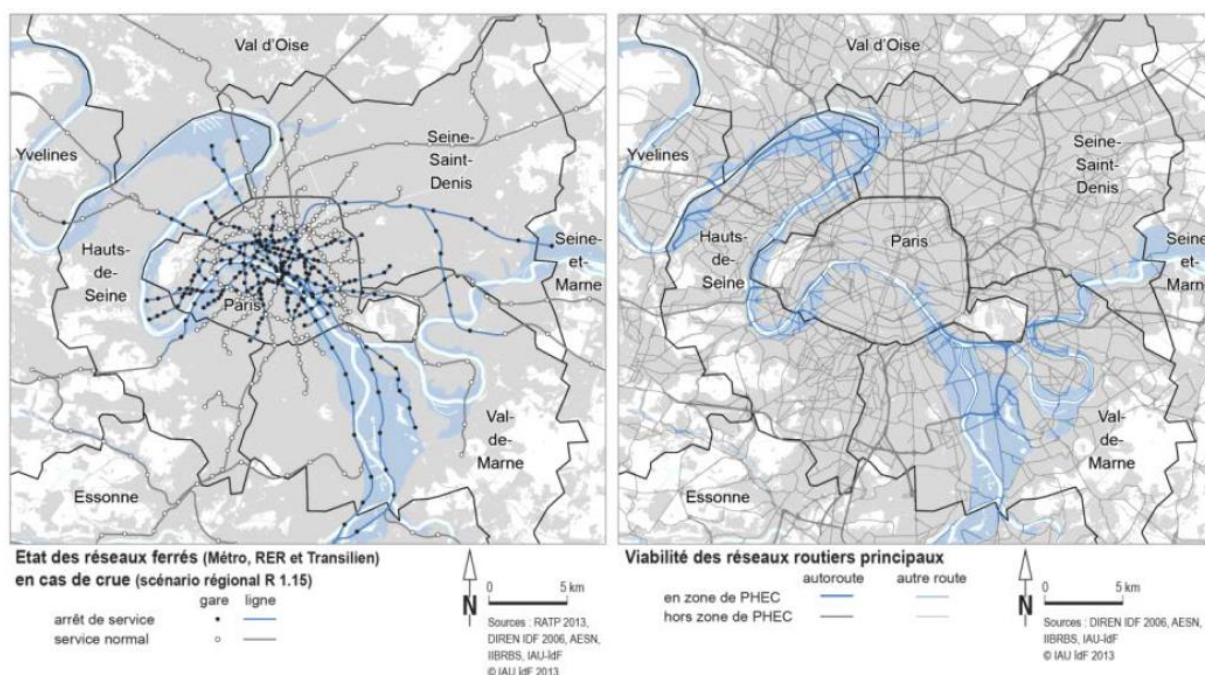 Val d'Oise
Yvelines
Seine-
Saint-
Denis
Hauts-
de-
Seine
Paris
Seine-
et-
Marne
Val-
de-
Marne
Essonne
Etat des réseaux ferrés (Métro, RER et Transilien)
en cas de crue (scénario régional R 1.15)
gare ligne
arrêt de service
service normal
N
0 5 km
Sources : RATP 2013,
DIREN IDF 2006, AESN,
IIBRBS, IAU-îdF
© IAU îdF 2013
Val d'Oise
Yvelines
Seine-
Saint-
Denis
Hauts-
de-
Seine
Paris
Seine-
et-
Marne
Val-
de-
Marne
Essonne
Viabilité des réseaux routiers principaux
autoroute autre route
en zone de PHEC
hors zone de PHEC
N
0 5 km
Sources : DIREN IDF 2006, AESN,
IIBRBS, IAU-îdF
© IAU îdF 2013